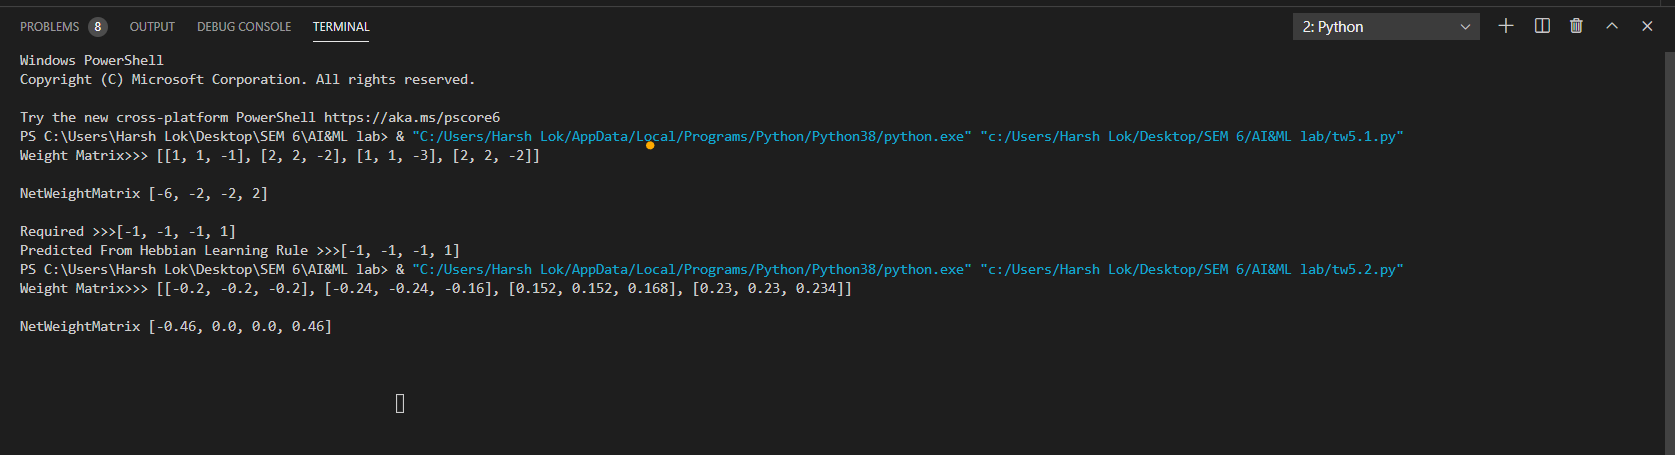 PROBLEMS 8 OUTPUT DEBUG CONSOLE TERMINAL 2: Python
Windows PowerShell
Copyright (C) Microsoft Corporation. All rights reserved.
Try the new cross-platform PowerShell https://aka.ms/pscore6
PS C:\Users\Harsh Lok\Desktop\SEM 6\AI&ML lab> & "C:/Users/Harsh Lok/AppData/Local/Programs/Python/Python38/python.exe" "c:/Users/Harsh Lok/Desktop/SEM 6/AI&ML lab/tw5.1.py"
Weight Matrix>>> [[1, 1, -1], [2, 2, -2], [1, 1, -3], [2, 2, -2]]
NetWeightMatrix [-6, -2, -2, 2]
Required >>>[-1, -1, -1, 1]
Predicted From Hebbian Learning Rule >>>[-1, -1, -1, 1]
PS C:\Users\Harsh Lok\Desktop\SEM 6\AI&ML lab> & "C:/Users/Harsh Lok/AppData/Local/Programs/Python/Python38/python.exe" "c:/Users/Harsh Lok/Desktop/SEM 6/AI&ML lab/tw5.2.py"
Weight Matrix>>> [[-0.2, -0.2, -0.2], [-0.24, -0.24, -0.16], [0.152, 0.152, 0.168], [0.23, 0.23, 0.234]]
NetWeightMatrix [-0.46, 0.0, 0.0, 0.46]